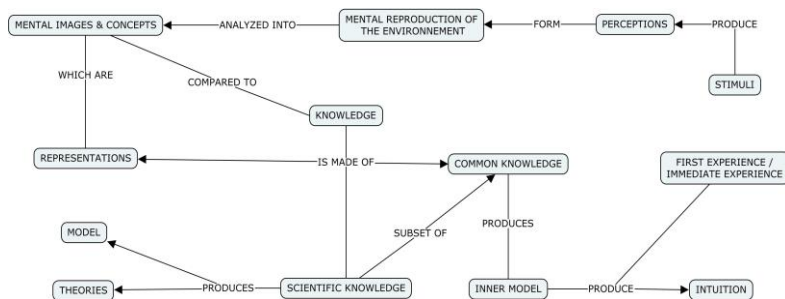 MENTAL IMAGES & CONCEPTS
ANALYZED INTO
MENTAL REPRODUCTION OF
THE ENVIRONNEMENT
FORM
PERCEPTIONS
PRODUCE
WHICH ARE
COMPARED TO
STIMULI
KNOWLEDGE
REPRESENTATIONS
IS MADE OF
COMMON KNOWLEDGE
FIRST EXPERIENCE /
IMMEDIATE EXPERIENCE
MODEL
SUBSET OF
PRODUCES
THEORIES
PRODUCES
SCIENTIFIC KNOWLEDGE
INNER MODEL
PRODUCE
INTUITION